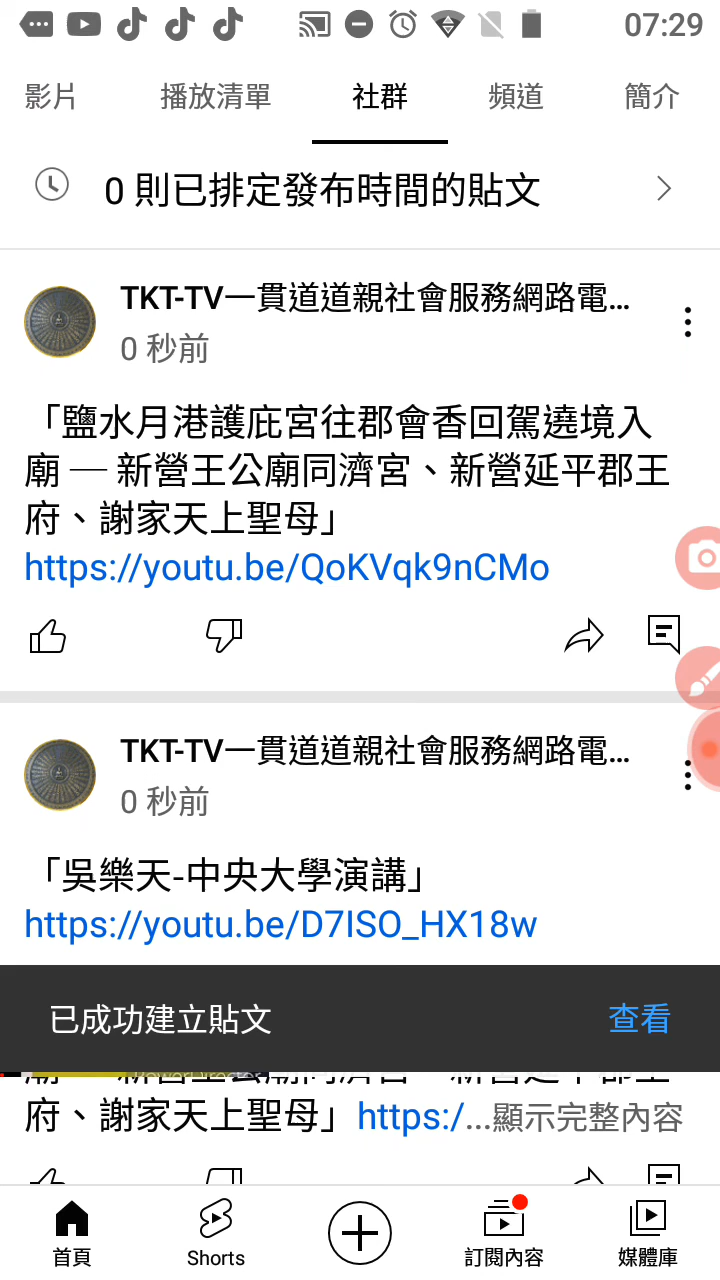 07:29
影片 播放清單 社群 頻道 簡介
0 則已排定發布時間的貼文
TKT-TV一貫道道親社會服務網路電...
0 秒前
「鹽水月港護庇宮往郡會香回駕遶境入
廟 ─ 新營王公廟同濟宮、新營延平郡王
府、謝家天上聖母」
https://youtu.be/QoKVqk9nCMo
TKT-TV一貫道道親社會服務網路電...
0 秒前
「吳樂天-中央大學演講」
https://youtu.be/D7ISO_HX18w
已成功建立貼文 查看
府、謝家天上聖母」https:/...顯示完整內容
首頁 Shorts 訂閱內容 媒體庫